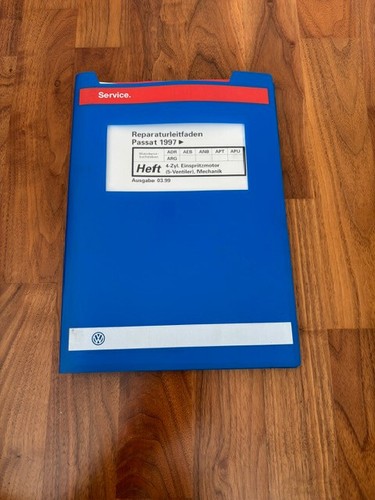 Service.
Reparaturleitfaden
Passat 1997 ►
ADR AEB ANB APT APU
ARG
Heft
4-Zyl. Einspritzmotor
(5-Ventiler), Mechanik
Ausgabe 03.99